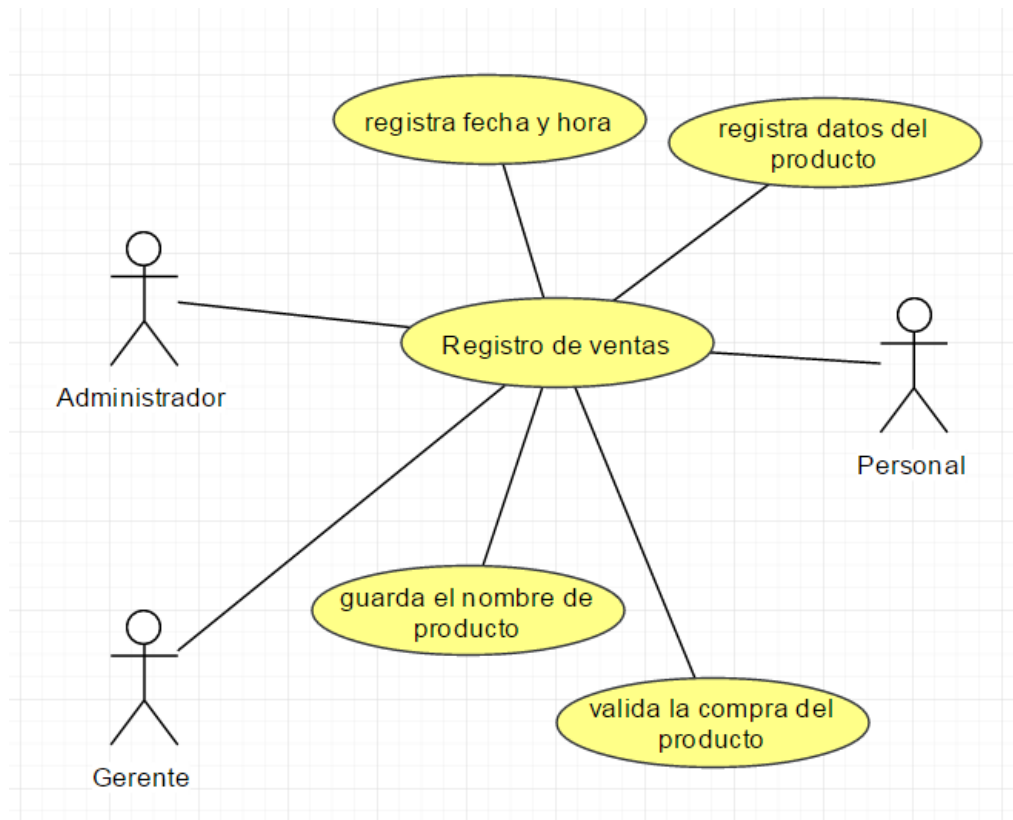 registra fecha y hora
registra datos del
producto
Administrador
Registro de ventas
Personal
guarda el nombre de
producto
valida la compra del
producto
Gerente